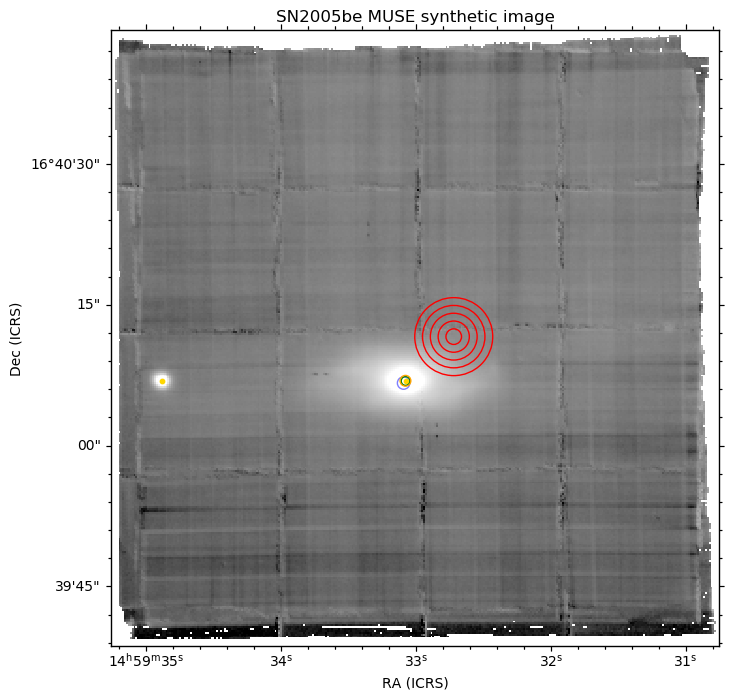 SN2005be MUSE synthetic image
16°40'30"
15"
00"
39'45"
Dec (ICRS)
14ʰ59ᵐ35ˢ
34ˢ
33ˢ
32ˢ
31ˢ
RA (ICRS)